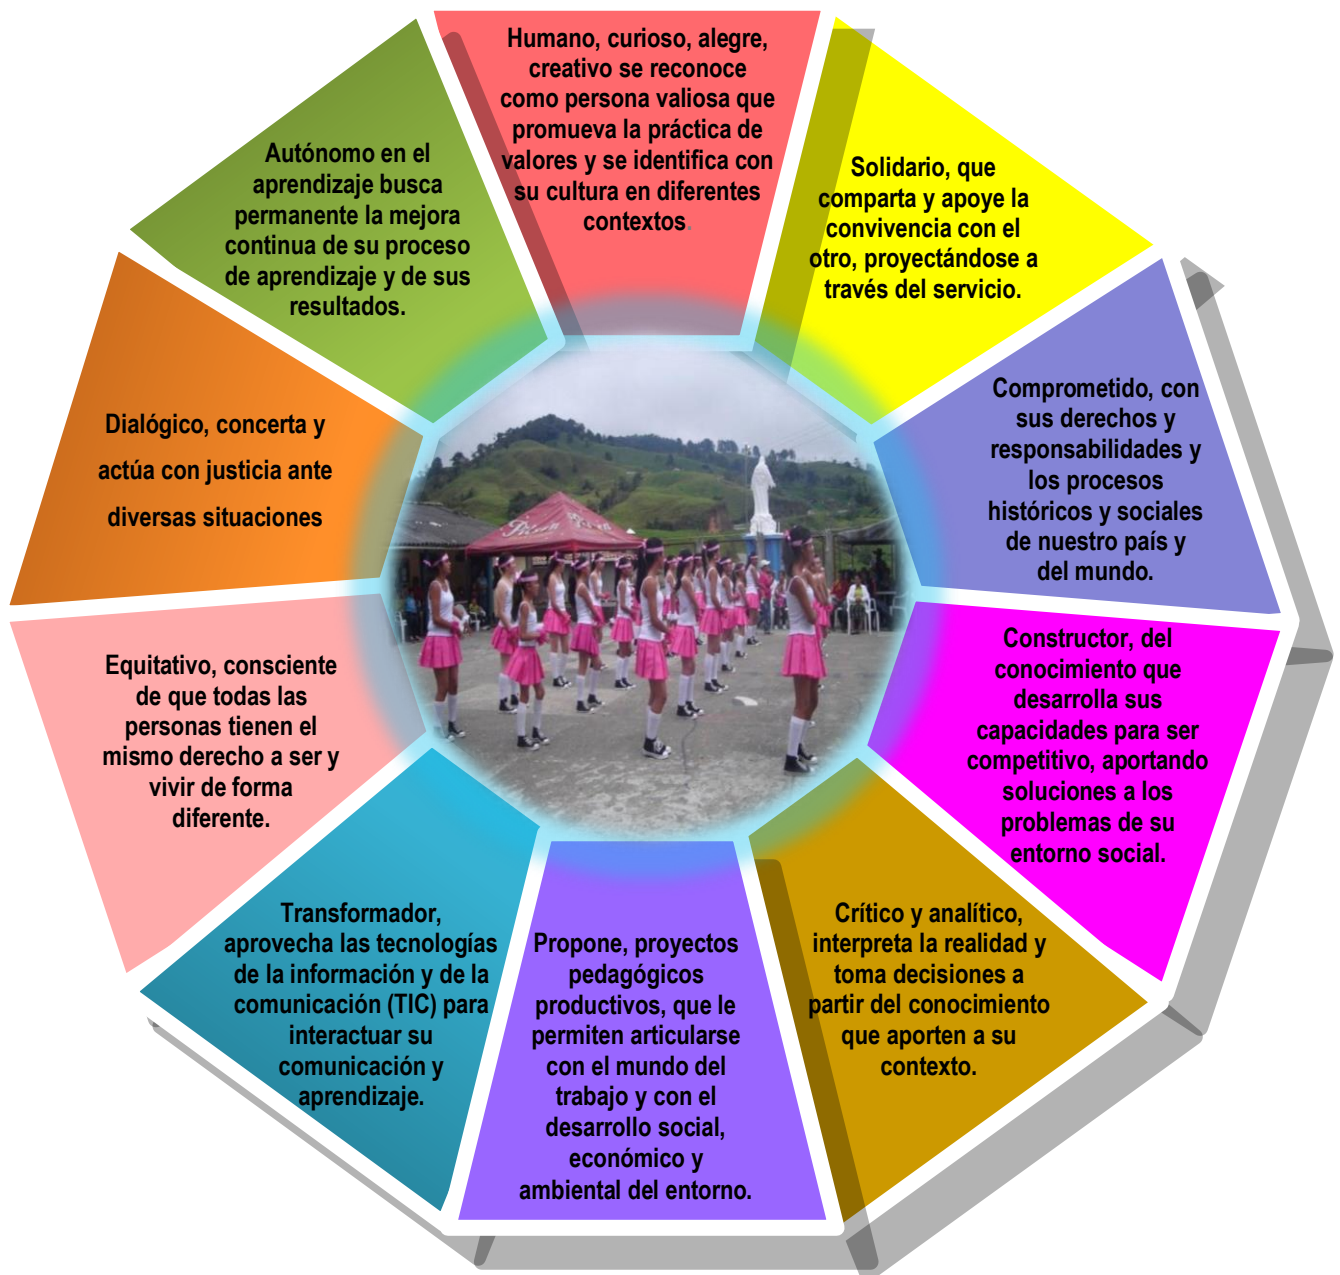 Humano, curioso, alegre,
creativo se reconoce
como persona valiosa que
promueva la práctica de
valores y se identifica con
su cultura en diferentes
contextos.
Solidario, que
comparta y apoye la
convivencia con el
otro, proyectándose a
través del servicio.
Comprometido, con
sus derechos y
responsabilidades y
los procesos
históricos y sociales
de nuestro país y
del mundo.
Constructor, del
conocimiento que
desarrolla sus
capacidades para ser
competitivo, aportando
soluciones a los
problemas de su
entorno social.
Crítico y analítico,
interpreta la realidad y
toma decisiones a
partir del conocimiento
que aporten a su
contexto.
Propone, proyectos
pedagógicos
productivos, que le
permiten articularse
con el mundo del
trabajo y con el
desarrollo social,
económico y
ambiental del entorno.
Transformador,
aprovecha las tecnologías
de la información y de la
comunicación (TIC) para
interactuar su
comunicación y
aprendizaje.
Equitativo, consciente
de que todas las
personas tienen el
mismo derecho a ser y
vivir de forma
diferente.
Dialógico, concerta y
actúa con justicia ante
diversas situaciones
Autónomo en el
aprendizaje busca
permanente la mejora
continua de su proceso
de aprendizaje y de sus
resultados.